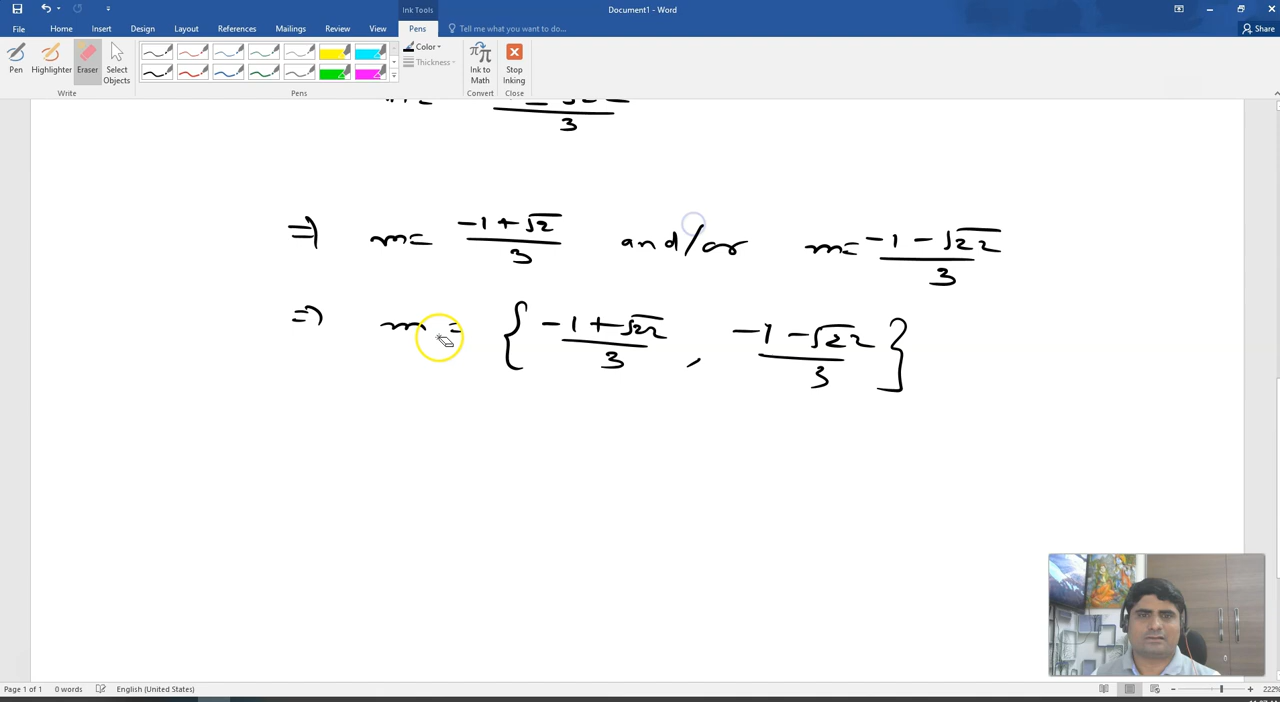 Ink Tools
Document1 - Word
File Home Insert Design Layout References Mailings Review View Pens Tell me what you want to do... Share
Pen Highlighter Eraser Select Objects
Color
Thickness
Ink to Math
Stop Inking
Write Pens Convert Close
3
⇒ m= (-1+√2)/3 and/or m= (-1-√22)/3
⇒ m = { (-1+√22)/3 , (-1-√22)/3 }
Page 1 of 1 0 words English (United States) 222%